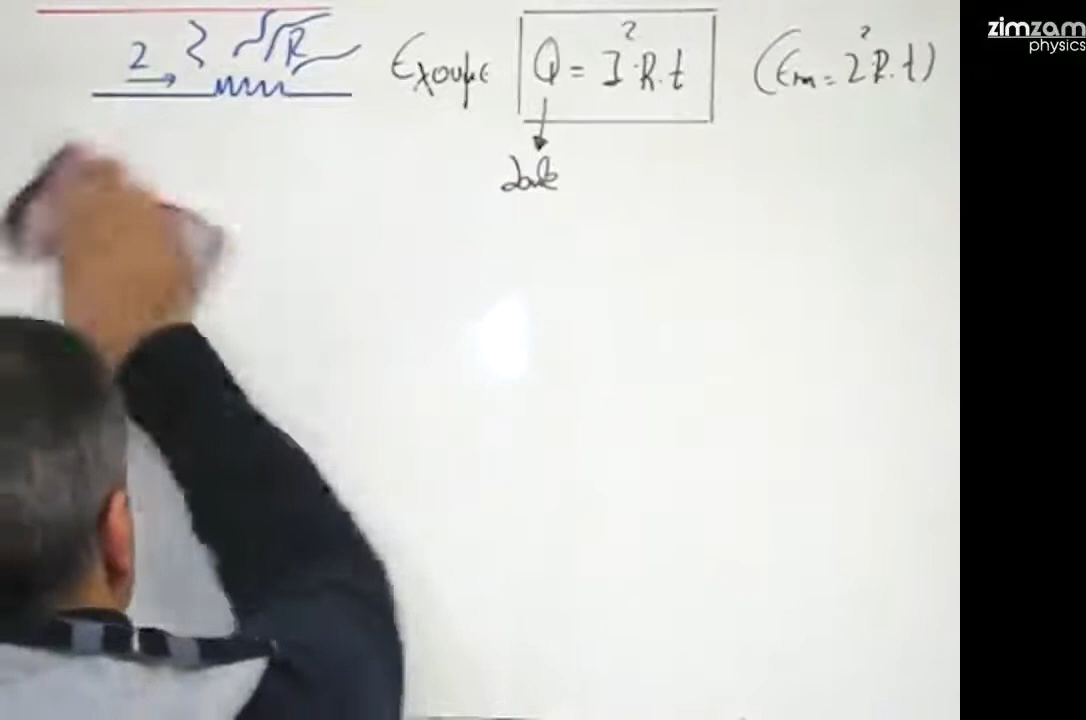 I R Έχουμε Q = I²·R·t (Em = I²R·t)
Joule
zimzam
physics